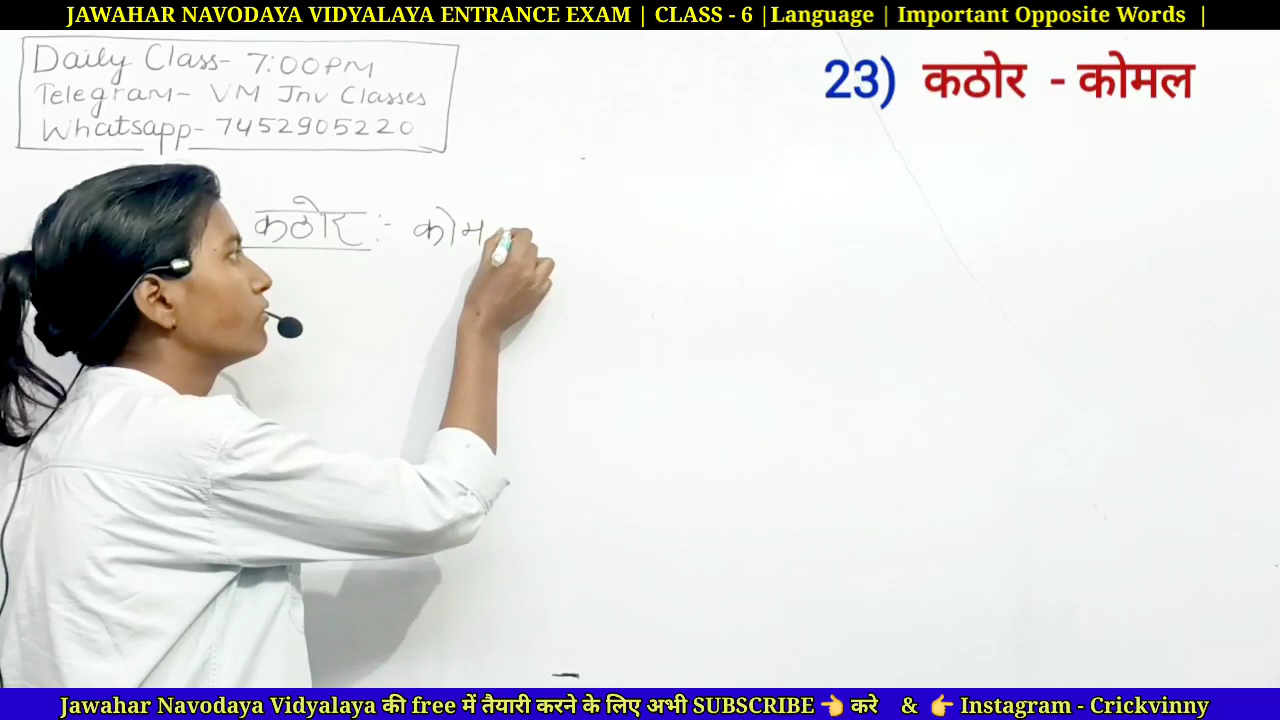 JAWAHAR NAVODAYA VIDYALAYA ENTRANCE EXAM | CLASS - 6 |Language | Important Opposite Words |
Daily Class- 7:00PM
Telegram- VM Jnv Classes
Whatsapp- 7452905220
23) कठोर - कोमल
कठोर :- कोम
Jawahar Navodaya Vidyalaya की free में तैयारी करने के लिए अभी SUBSCRIBE 👈 करे & 👉 Instagram - Crickvinny